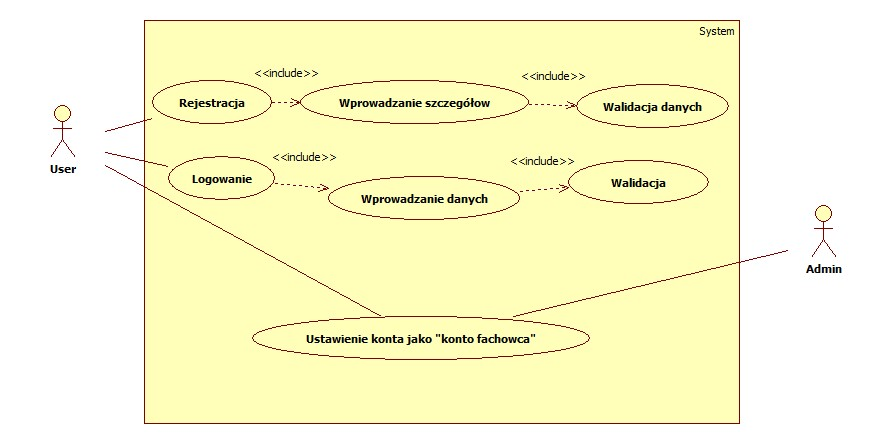 System
<<include>>
<<include>>
Rejestracja
Wprowadzanie szczegółow
Walidacja danych
User
<<include>>
<<include>>
Logowanie
Wprowadzanie danych
Walidacja
Admin
Ustawienie konta jako "konto fachowca"